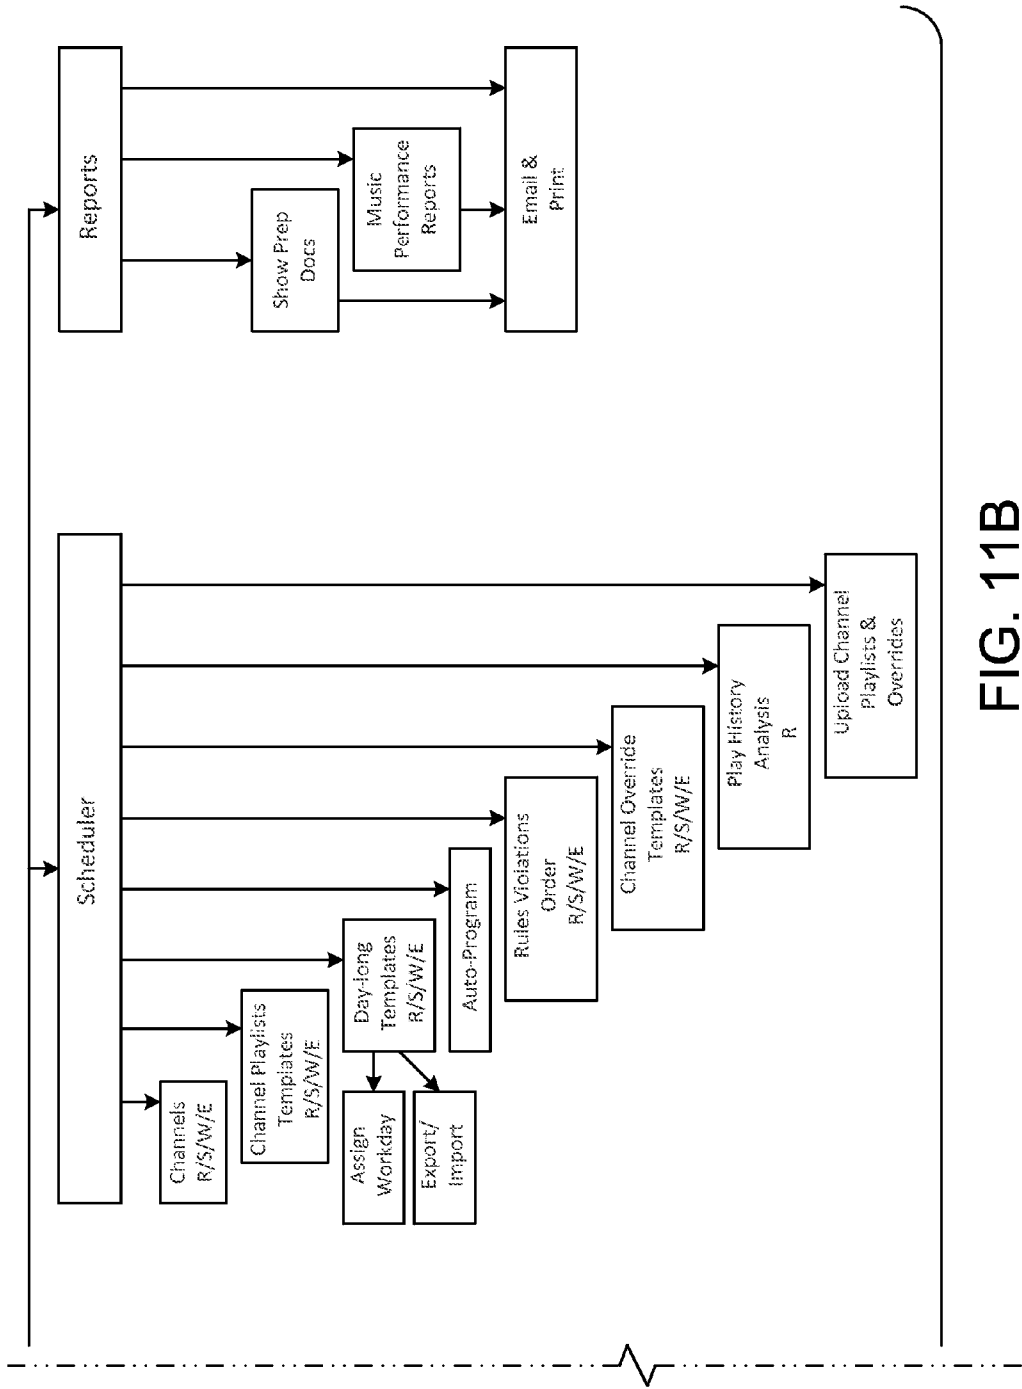 Scheduler
Channels
R/S/W/E
Channel Playlists
Templates
R/S/W/E
Day-long
Templates
R/S/W/E
Assign
Workday
Export/
Import
Auto-Program
Rules Violations
Order
R/S/W/E
Channel Override
Templates
R/S/W/E
Play History
Analysis
R
Upload Channel
Playlists &
Overrides
Reports
Show Prep
Docs
Music
Performance
Reports
Email &
Print
FIG. 11B